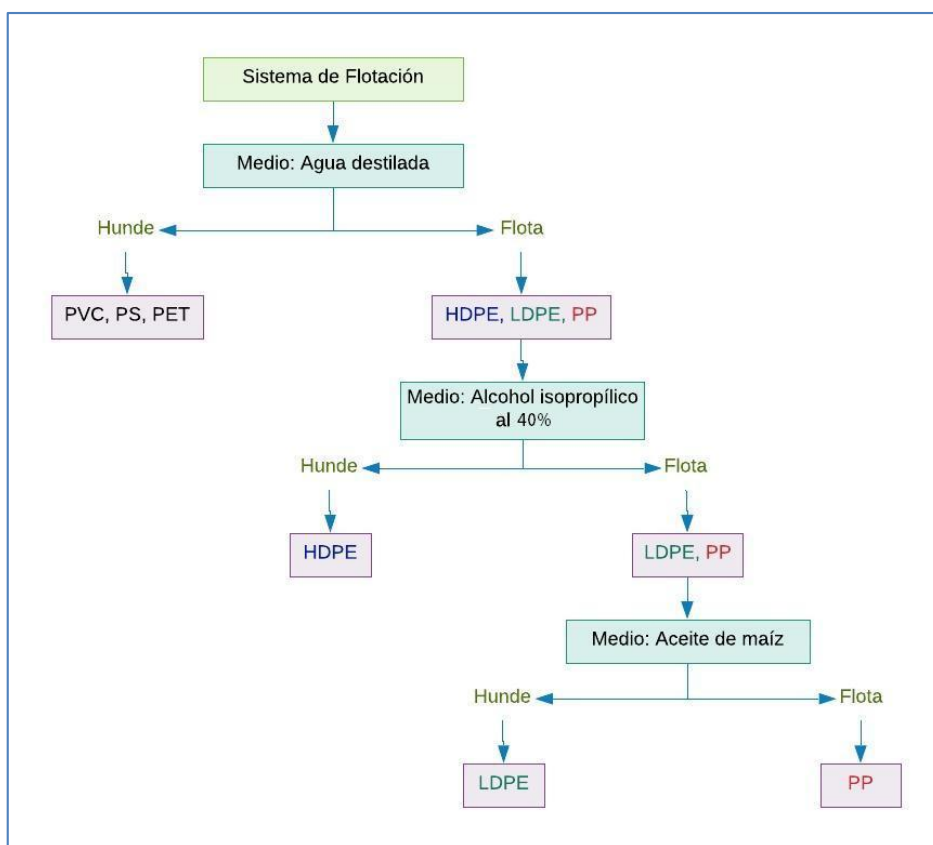 Sistema de Flotación
Medio: Agua destilada
Hunde
Flota
PVC, PS, PET
HDPE, LDPE, PP
Medio: Alcohol isopropílico
al 40%
Hunde
Flota
HDPE
LDPE, PP
Medio: Aceite de maíz
Hunde
Flota
LDPE
PP